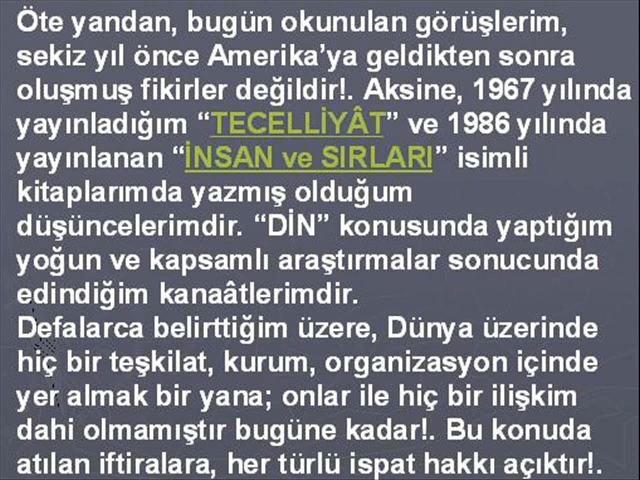 Öte yandan, bugün okunulan görüşlerim,
sekiz yıl önce Amerika’ya geldikten sonra
oluşmuş fikirler değildir!. Aksine, 1967 yılında
yayınladığım “TECELLİYÂT” ve 1986 yılında
yayınlanan “İNSAN ve SIRLARI” isimli
kitaplarımda yazmış olduğum
düşüncelerimdir. “DİN” konusunda yaptığım
yoğun ve kapsamlı araştırmalar sonucunda
edindiğim kanaâtlerimdir.
Defalarca belirttiğim üzere, Dünya üzerinde
hiç bir teşkilat, kurum, organizasyon içinde
yer almak bir yana; onlar ile hiç bir ilişkim
dahi olmamıştır bugüne kadar!. Bu konuda
atılan iftiralara, her türlü ispat hakkı açıktır!.